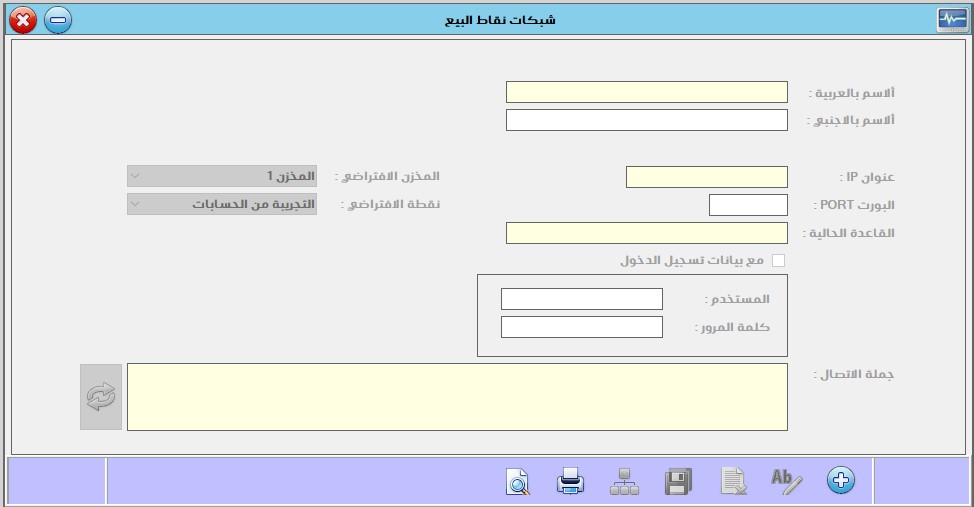 شبكات نقاط البيع
ألاسم بالعربية :
ألاسم بالاجنبي :
عنوان IP :
المخزن الافتراضي :
المخزن 1
البورت PORT :
نقطة الافتراضي :
التجريبة من الحسابات
القاعدة الحالية :
مع بيانات تسجيل الدخول
المستخدم :
كلمة المرور :
جملة الاتصال :
Ab